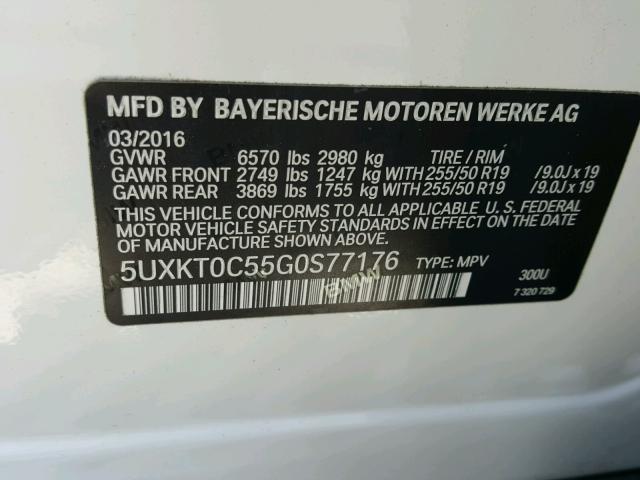 MFD BY BAYERISCHE MOTOREN WERKE AG
03/2016
GVWR 6570 lbs 2980 kg TIRE / RIM
GAWR FRONT 2749 lbs 1247 kg WITH 255/50 R19 /9.0J x 19
GAWR REAR 3869 lbs 1755 kg WITH 255/50 R19 /9.0J x 19
THIS VEHICLE CONFORMS TO ALL APPLICABLE U. S. FEDERAL
MOTOR VEHICLE SAFETY STANDARDS IN EFFECT ON THE DATE
OF MANUFACTURE SHOWN ABOVE.
5UXKT0C55G0S77176 TYPE: MPV
300U
BMW
7 320 729